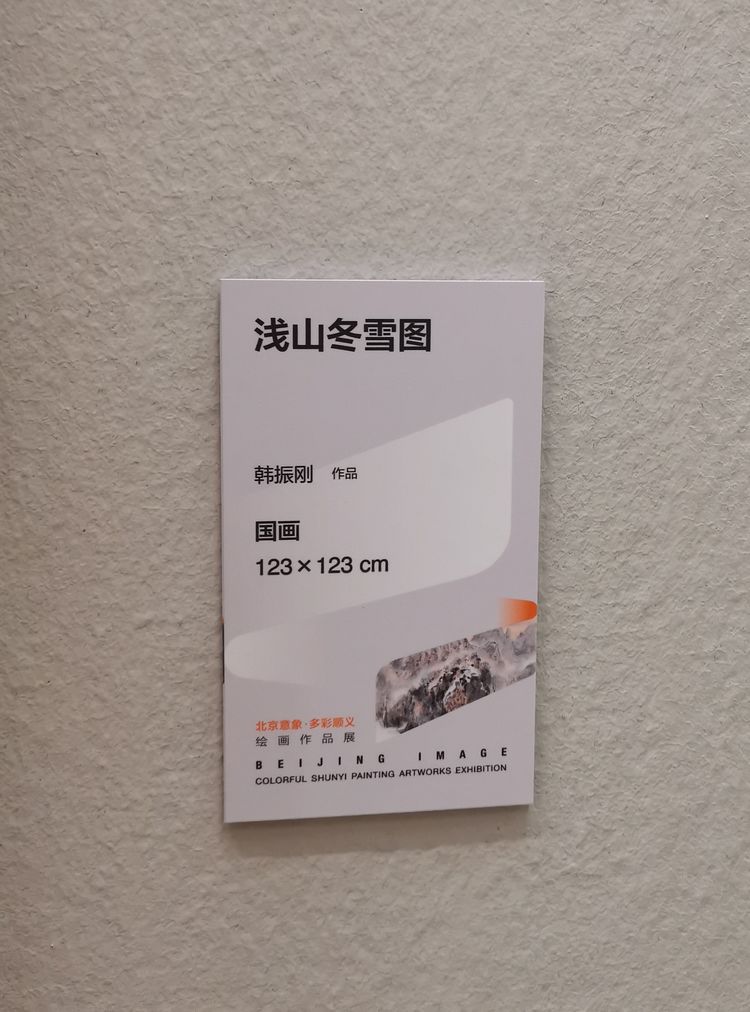 浅山冬雪图
韩振刚 作品
国画
123×123 cm
北京意象·多彩顺义
绘画作品展
BEIJING IMAGE
COLORFUL SHUNYI PAINTING ARTWORKS EXHIBITION